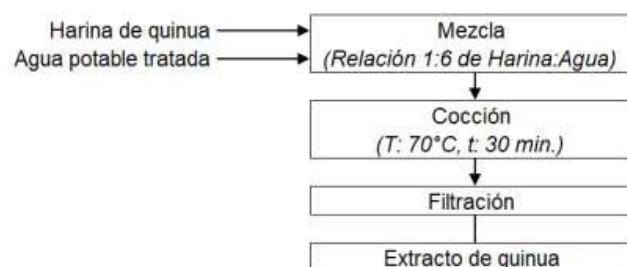 Harina de quinua
Agua potable tratada
Mezcla
(Relación 1:6 de Harina:Agua)
Cocción
(T: 70°C, t: 30 min.)
Filtración
Extracto de quinua